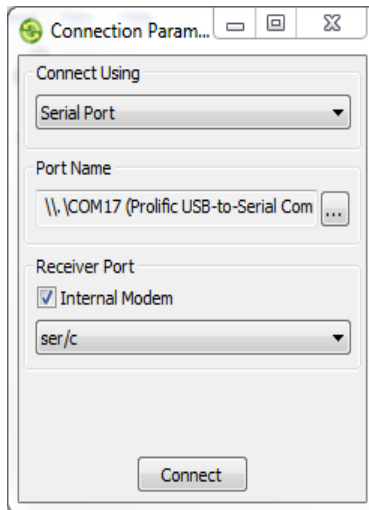 Connection Param...
Connect Using
Serial Port
Port Name
\\.\COM17 (Prolific USB-to-Serial Com
...
Receiver Port
Internal Modem
ser/c
Connect